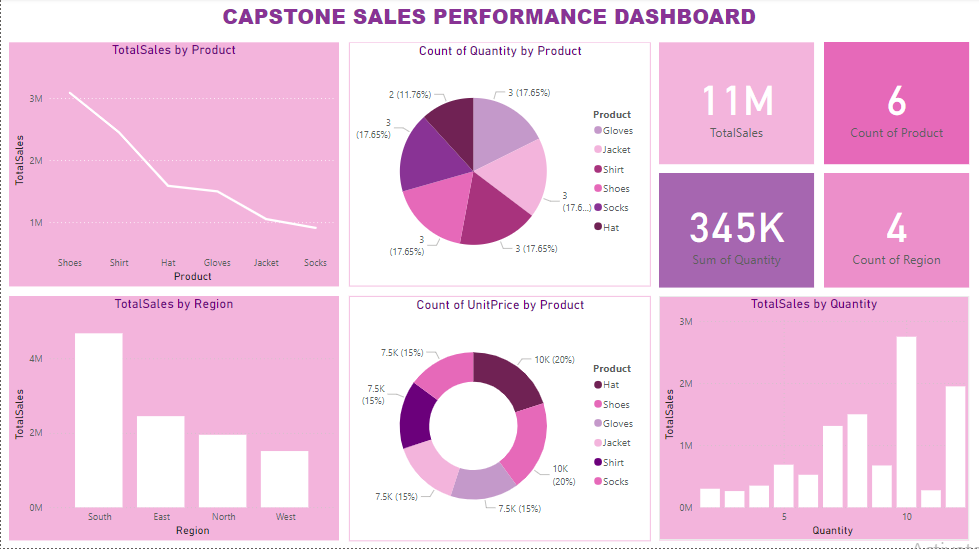 CAPSTONE SALES PERFORMANCE DASHBOARD
TotalSales by Product
TotalSales
3M
2M
1M
Shoes Shirt Hat Gloves Jacket Socks
Product
Count of Quantity by Product
2 (11.76%)
3 (17.65%)
3
(17.65%)
3
(17.6...)
3
(17.65%)
3 (17.65%)
Product
Gloves
Jacket
Shirt
Shoes
Socks
Hat
11M
TotalSales
6
Count of Product
345K
Sum of Quantity
4
Count of Region
TotalSales by Region
TotalSales
4M
2M
0M
South East North West
Region
Count of UnitPrice by Product
7.5K (15%)
10K (20%)
7.5K
(15%)
10K
(20%)
7.5K (15%)
7.5K (15%)
Product
Hat
Shoes
Gloves
Jacket
Shirt
Socks
TotalSales by Quantity
TotalSales
3M
2M
1M
0M
5 10
Quantity